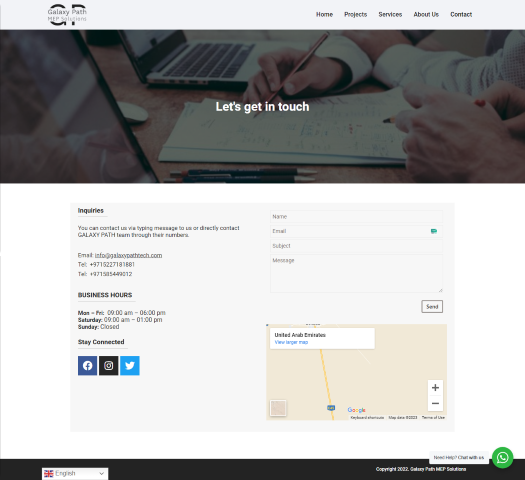 Galaxy Path
MEP Solutions
Home
Projects
Services
About Us
Contact
Let's get in touch
Inquiries
You can contact us via typing message to us or directly contact
GALAXY PATH team through their numbers.
Email: info@galaxypathtech.com
Tel: +9715227181881
Tel: +971585449012
BUSINESS HOURS
Mon – Fri: 09:00 am – 06:00 pm
Saturday: 09:00 am – 01:00 pm
Sunday: Closed
Stay Connected
Name
Email
Subject
Message
Send
United Arab Emirates
View larger map
Google
Keyboard shortcuts
Map data ©2023
Terms of Use
Need Help? Chat with us
English
Copyright 2022, Galaxy Path MEP Solutions